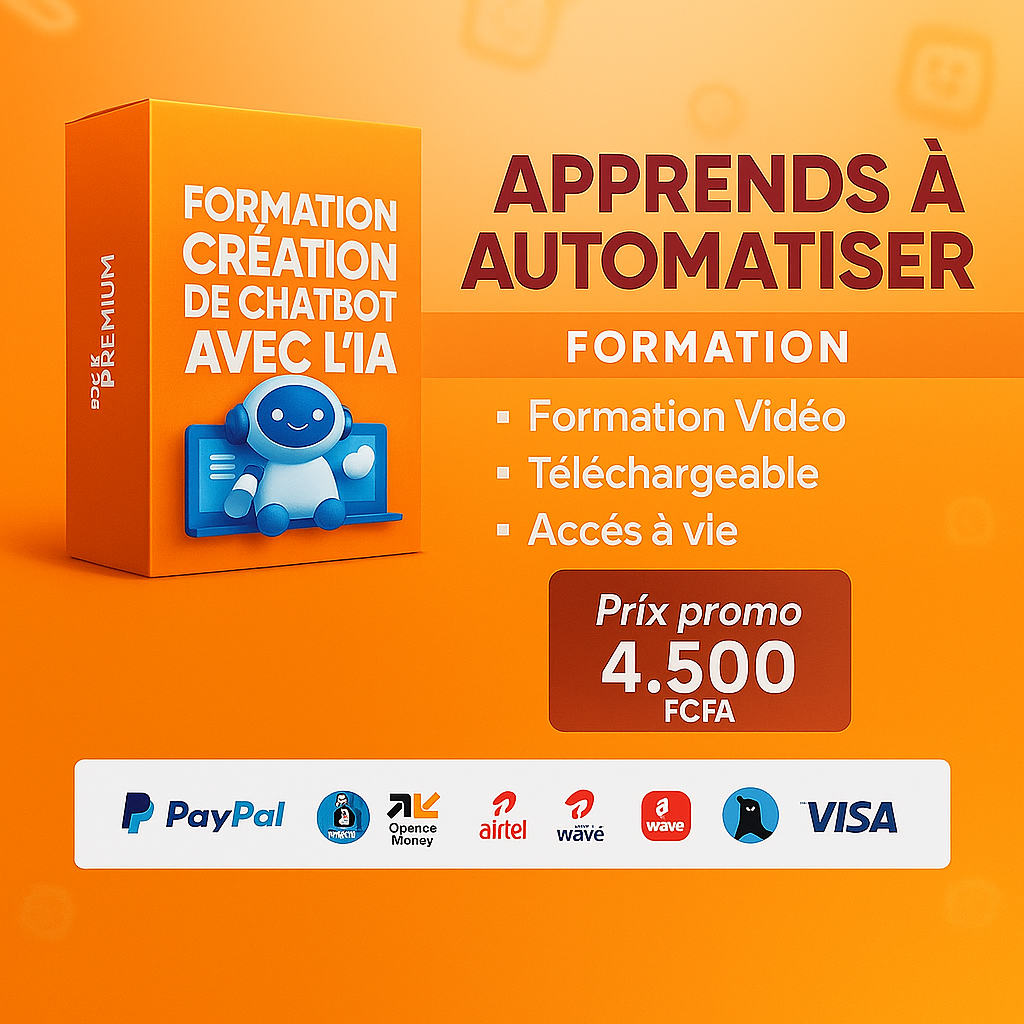 FORMATION
CRÉATION
DE CHATBOT
AVEC L'IA
PREMIUM
APPRENDS À
AUTOMATISER
FORMATION
▪ Formation Vidéo
▪ Téléchargeable
▪ Accés à vie
Príx promo
4.500
FCFA
PayPal
Opence
Money
airtel
wavé
wave
VISA